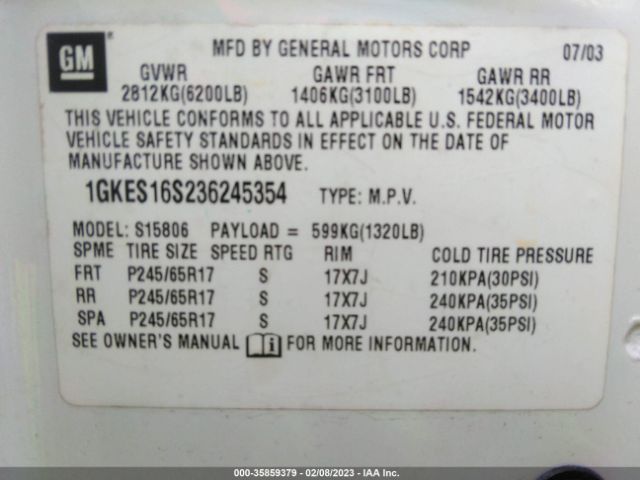 GM
MFD BY GENERAL MOTORS CORP 07/03
GVWR GAWR FRT GAWR RR
2812KG(6200LB) 1406KG(3100LB) 1542KG(3400LB)
THIS VEHICLE CONFORMS TO ALL APPLICABLE U.S. FEDERAL MOTOR
VEHICLE SAFETY STANDARDS IN EFFECT ON THE DATE OF
MANUFACTURE SHOWN ABOVE.
1GKES16S236245354 TYPE: M.P.V.
MODEL: S15806 PAYLOAD = 599KG(1320LB)
SPME TIRE SIZE SPEED RTG RIM COLD TIRE PRESSURE
FRT P245/65R17 S 17X7J 210KPA(30PSI)
RR P245/65R17 S 17X7J 240KPA(35PSI)
SPA P245/65R17 S 17X7J 240KPA(35PSI)
SEE OWNER'S MANUAL i FOR MORE INFORMATION.
000-35859379 - 02/08/2023 - IAA Inc.